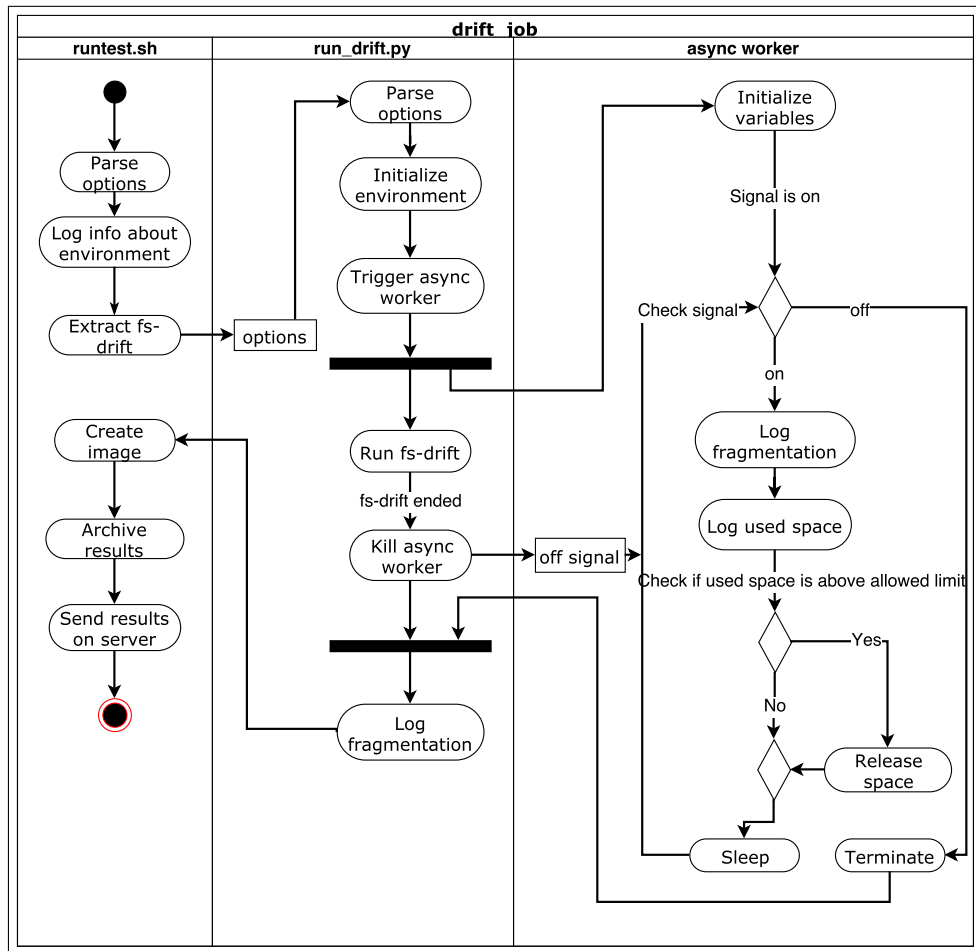 drift job
runtest.sh
run_drift.py
async worker
Parse
options
Log info about
environment
Extract fs-
drift
options
Create
image
Archive
results
Send results
on server
Parse
options
Initialize
environment
Trigger async
worker
Run fs-drift
fs-drift ended
Kill async
worker
off signal
Log
fragmentation
Initialize
variables
Signal is on
Check signal
off
on
Log
fragmentation
Log used space
Check if used space is above allowed limit
Yes
No
Release
space
Sleep
Terminate